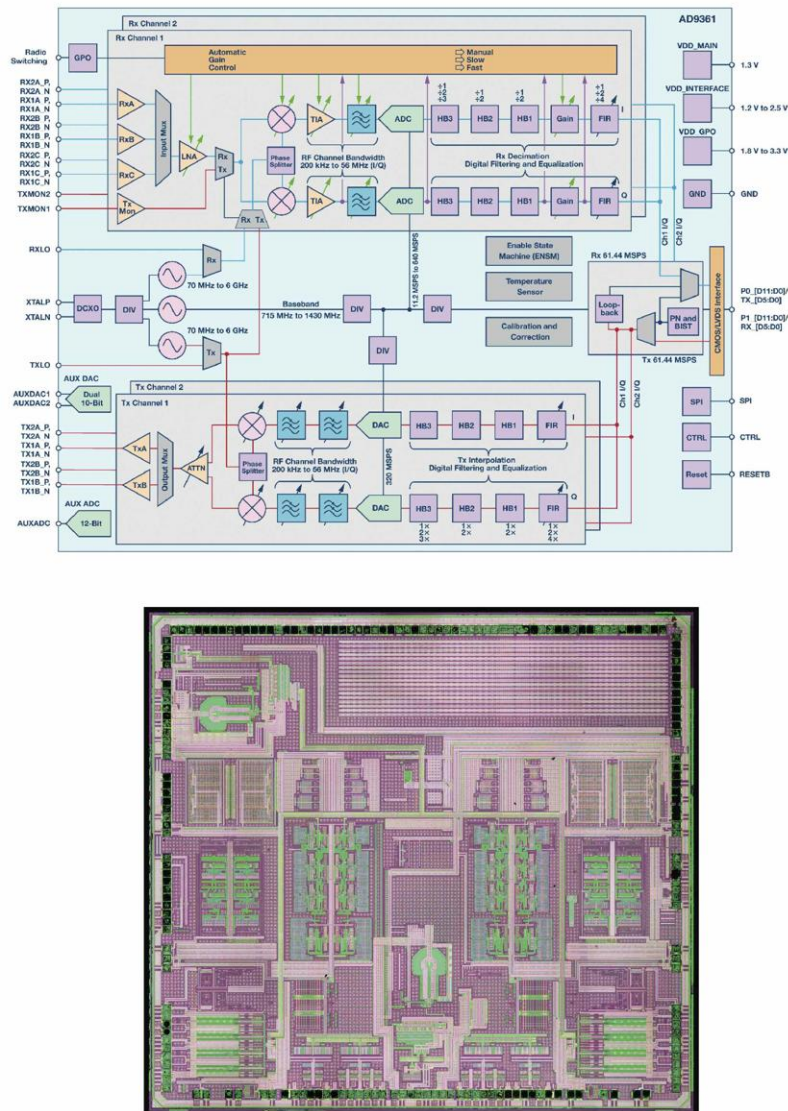 Rx Channel 2
Rx Channel 1
AD9361
Radio
Switching
GPO
Automatic
Gain
Control
Manual
Slow
Fast
VDD_MAIN
1.3 V
VDD_INTERFACE
1.2 V to 2.5 V
VDD_GPO
1.8 V to 3.3 V
GND
GND
RX2A_P,
RX2A_N
RX1A_P,
RX1A_N
RX2B_P,
RX2B_N
RX1B_P,
RX1B_N
RX2C_P,
RX2C_N
RX1C_P,
RX1C_N
TXMON2
TXMON1
RxA
RxB
RxC
Tx
Mon
Input Mux
LNA
Rx
Tx
Phase
Splitter
Rx Tx
TIA
ADC
÷1
÷2
÷3
÷1
÷2
÷1
÷2
÷1
÷2
÷4
HB3
HB2
HB1
Gain
FIR
I
RF Channel Bandwidth
200 kHz to 56 MHz (I/Q)
Rx Decimation
Digital Filtering and Equalization
TIA
ADC
HB3
HB2
HB1
Gain
FIR
Q
11.2 MSPS to 640 MSPS
Ch1 I/Q
Ch2 I/Q
Enable State
Machine (ENSM)
Temperature
Sensor
Calibration and
Correction
RXLO
Rx
70 MHz to 6 GHz
XTALP
XTALN
DCXO
DIV
Baseband
715 MHz to 1430 MHz
DIV
DIV
DIV
70 MHz to 6 GHz
TXLO
Tx
Rx 61.44 MSPS
Loop-
back
PN and
BIST
Tx 61.44 MSPS
CMOS/LVDS Interface
P0_[D11:D0]/
TX_[D5:D0]
P1_[D11:D0]/
RX_[D5:D0]
Ch1 I/Q
Ch2 I/Q
AUX DAC
AUXDAC1
AUXDAC2
Dual
10-Bit
Tx Channel 2
Tx Channel 1
TX2A_P,
TX2A_N
TX1A_P,
TX1A_N
TX2B_P,
TX2B_N
TX1B_P,
TX1B_N
TxA
TxB
Output Mux
ATTN
Phase
Splitter
DAC
HB3
HB2
HB1
FIR
I
RF Channel Bandwidth
200 kHz to 56 MHz (I/Q)
320 MSPS
Tx Interpolation
Digital Filtering and Equalization
DAC
HB3
HB2
HB1
FIR
Q
1×
2×
3×
1×
2×
1×
2×
1×
2×
4×
AUX ADC
AUXADC
12-Bit
SPI
SPI
CTRL
CTRL
Reset
RESETB